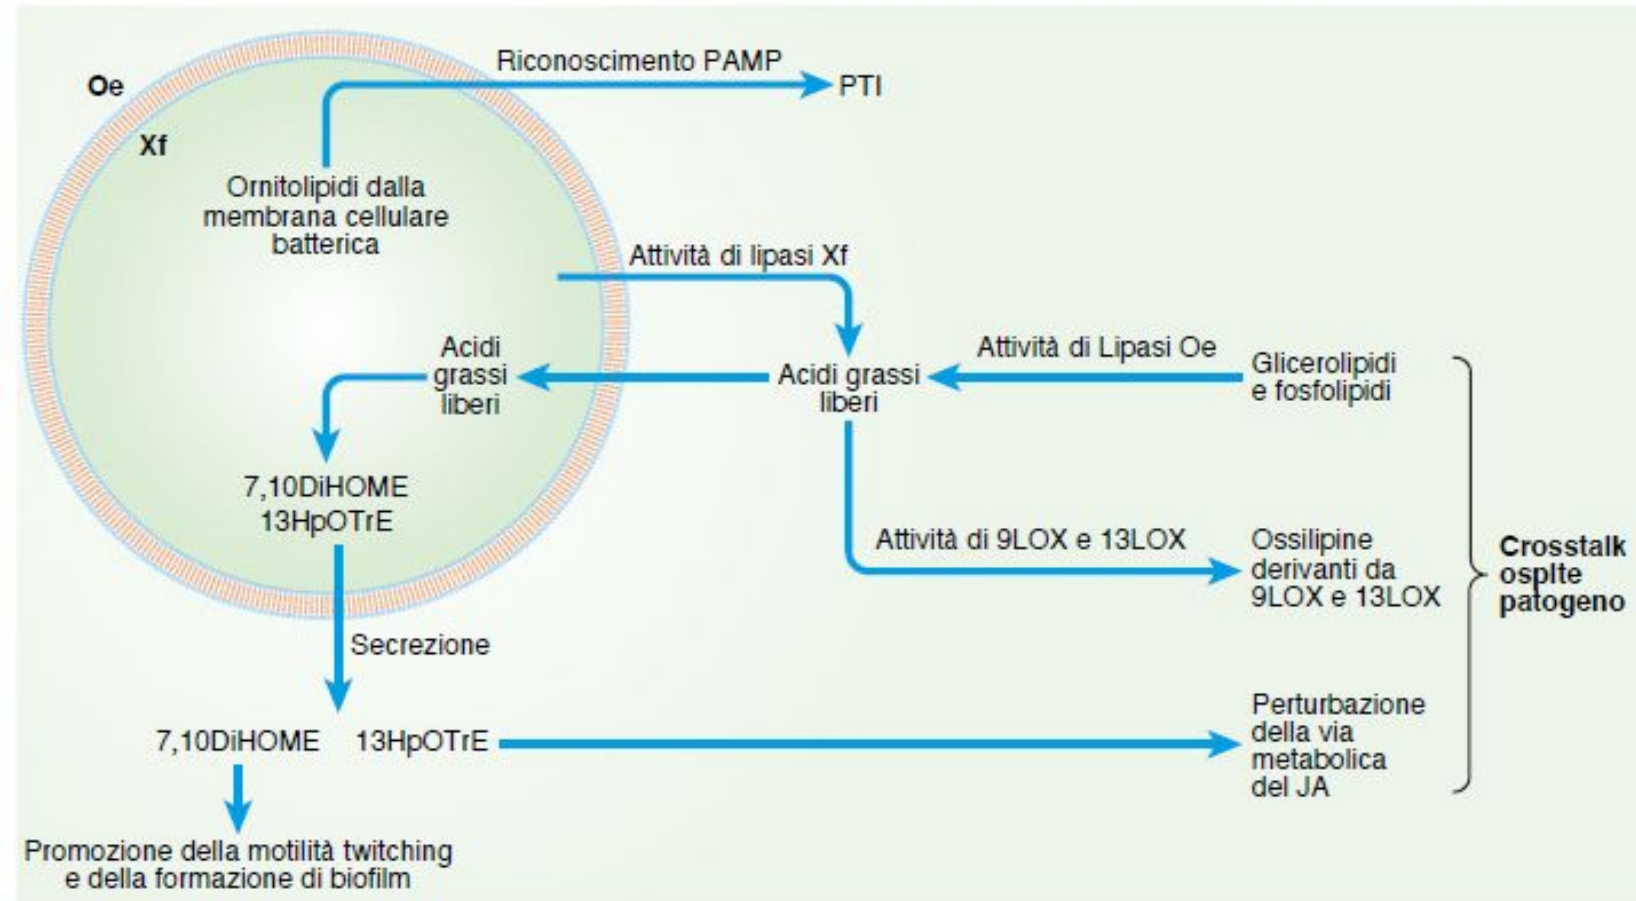 Riconoscimento PAMP
PTI
Oe
Xf
Ornitolipidi dalla
membrana cellulare
batterica
Attività di lipasi Xf
Acidi
grassi
liberi
Acidi grassi
liberi
Attività di Lipasi Oe
Glicerolipidi
e fosfolipidi
7,10DiHOME
13HpOTrE
Attività di 9LOX e 13LOX
Ossilipine
derivanti da
9LOX e 13LOX
Crosstalk
ospite
patogeno
Secrezione
7,10DiHOME
13HpOTrE
Perturbazione
della via
metabolica
del JA
Promozione della motilità twitching
e della formazione di biofilm